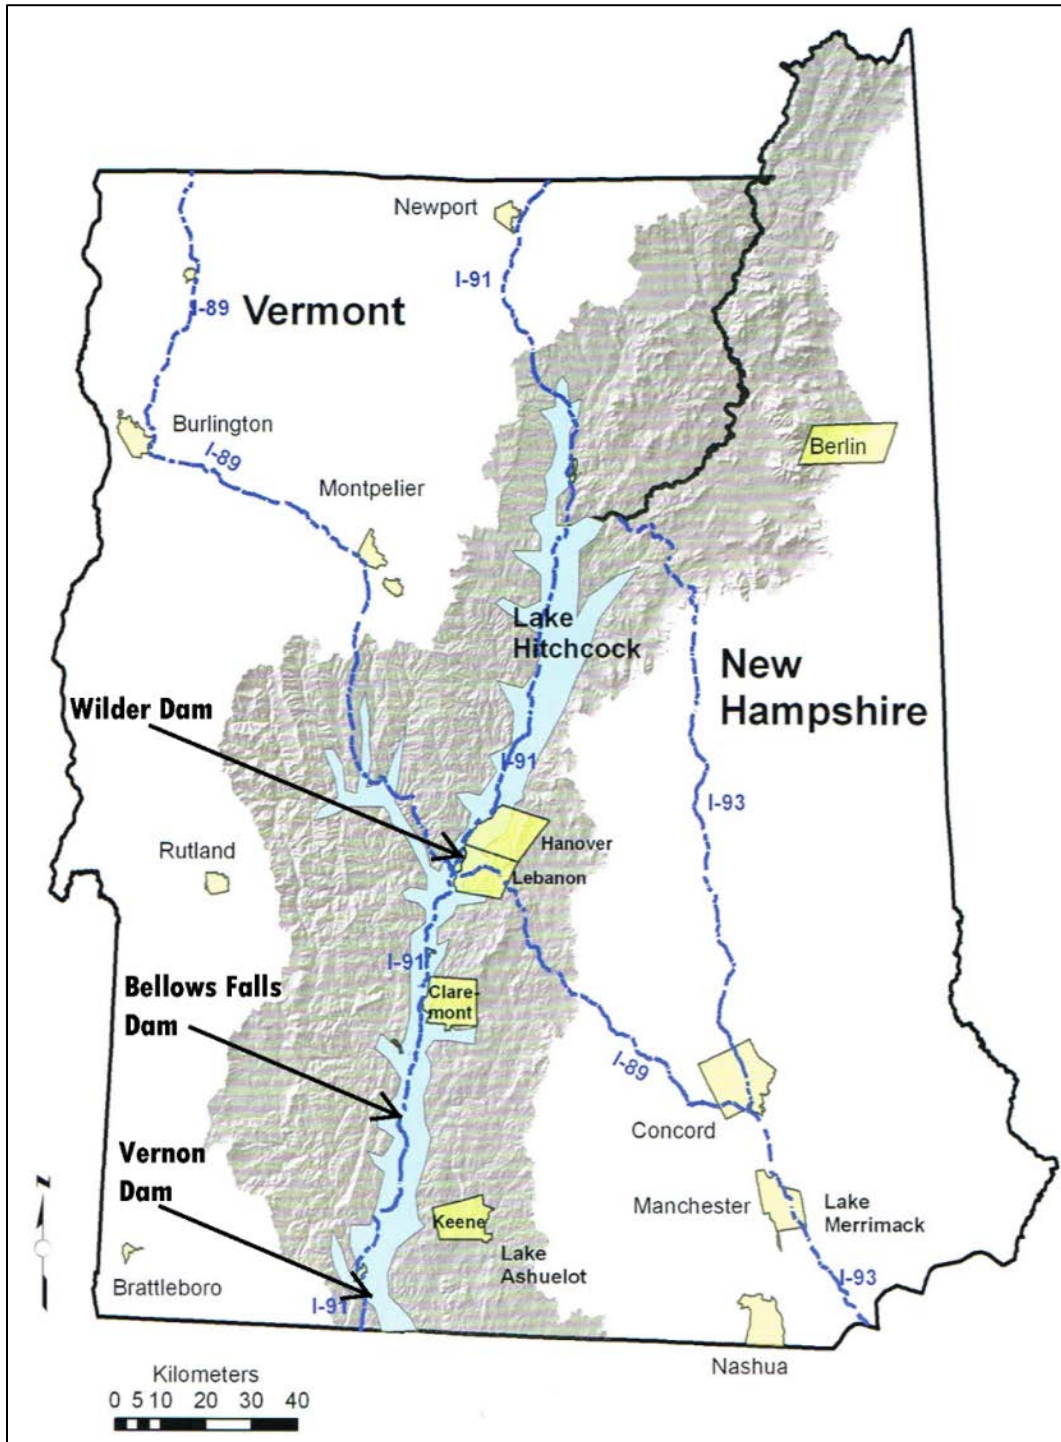 Newport
I-91
I-89
Vermont
Burlington
I-89
Berlin
Montpelier
Lake
Hitchcock
New
Hampshire
Wilder Dam
I-91
I-93
Hanover
Rutland
Lebanon
I-91
Bellows Falls
Dam
Clare-
mont
I-89
Concord
Vernon
Dam
Manchester
Lake
Merrimack
Keene
Lake
Ashuelot
N
Brattleboro
I-91
I-93
Nashua
Kilometers
0 5 10 20 30 40